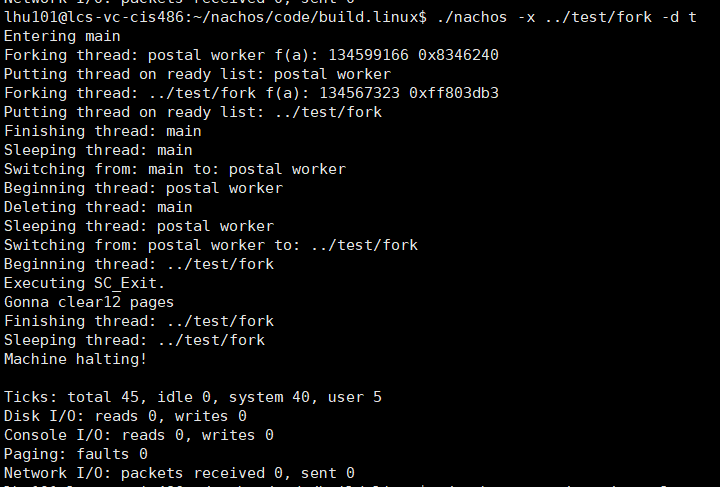 Network I/O: packets received 0, sent 0
lhu101@lcs-vc-cis486:~/nachos/code/build.linux$ ./nachos -x ../test/fork -d t
Entering main
Forking thread: postal worker f(a): 134599166 0x8346240
Putting thread on ready list: postal worker
Forking thread: ../test/fork f(a): 134567323 0xff803db3
Putting thread on ready list: ../test/fork
Finishing thread: main
Sleeping thread: main
Switching from: main to: postal worker
Beginning thread: postal worker
Deleting thread: main
Sleeping thread: postal worker
Switching from: postal worker to: ../test/fork
Beginning thread: ../test/fork
Executing SC_Exit.
Gonna clear12 pages
Finishing thread: ../test/fork
Sleeping thread: ../test/fork
Machine halting!
Ticks: total 45, idle 0, system 40, user 5
Disk I/O: reads 0, writes 0
Console I/O: reads 0, writes 0
Paging: faults 0
Network I/O: packets received 0, sent 0